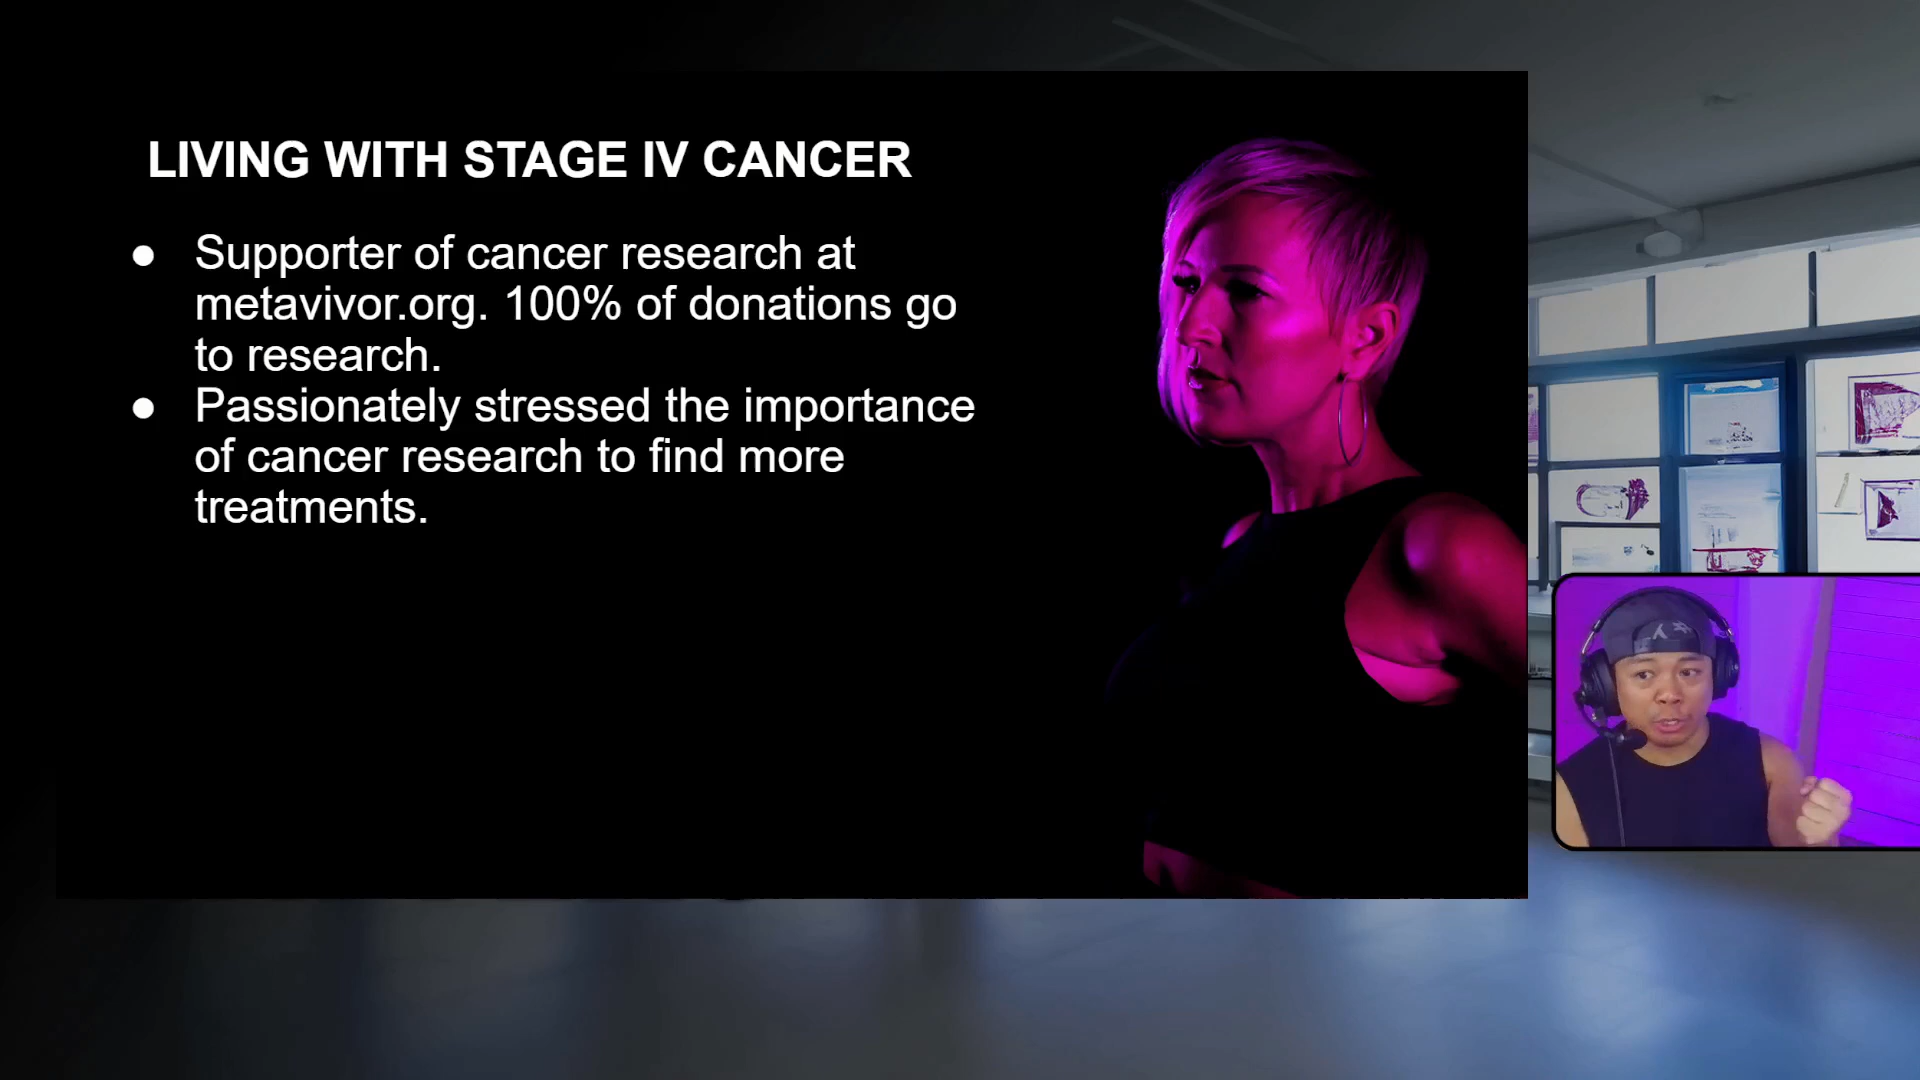 LIVING WITH STAGE IV CANCER
● Supporter of cancer research at
metavivor.org. 100% of donations go
to research.
● Passionately stressed the importance
of cancer research to find more
treatments.